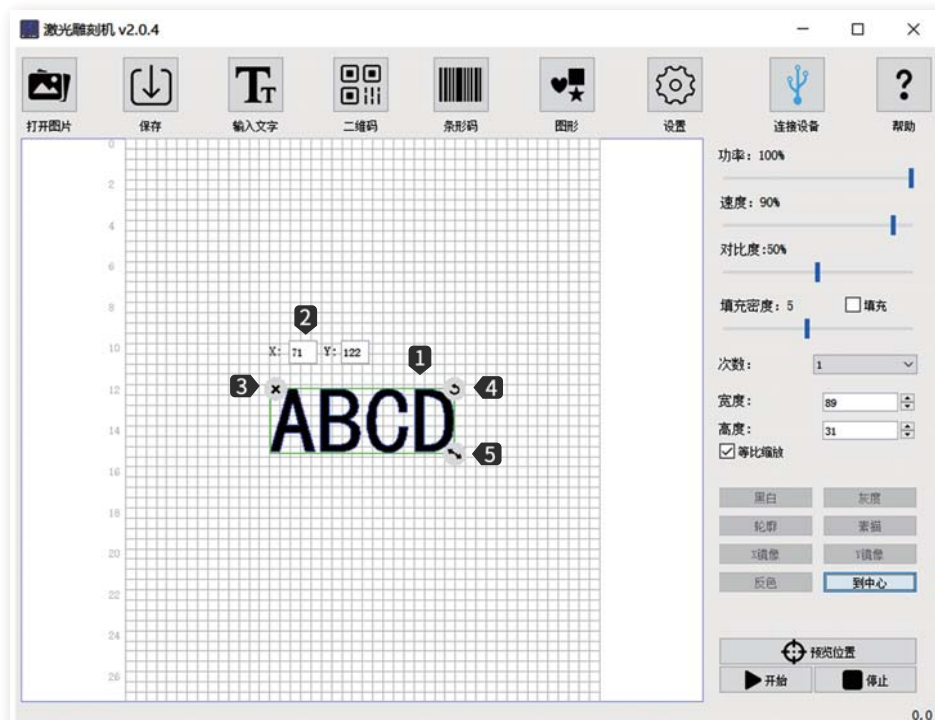 激光雕刻机 v2.0.4
打开图片 保存 输入文字 二维码 条形码 图形 设置 连接设备 帮助
0
2
4
6
8
10
12
14
16
18
20
22
24
26
2
X: 71 Y: 122
1
3
4
ABCD
5
功率: 100%
速度: 90%
对比度:50%
填充密度: 5 填充
次数: 1
宽度: 89
高度: 31
等比缩放
黑白 灰度
轮廓 素描
X镜像 Y镜像
反色 到中心
预览位置
开始 停止
0.0